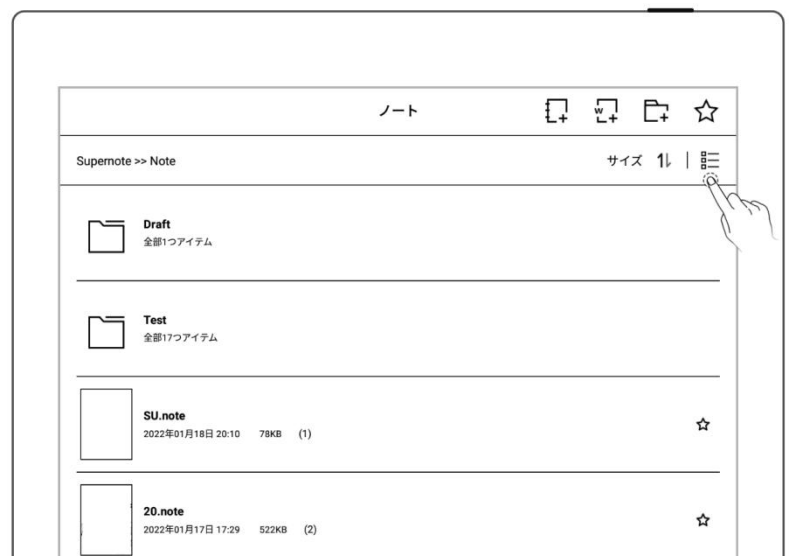 ノート
Supernote >> Note
サイズ
Draft
全部1つアイテム
Test
全部17つアイテム
SU.note
2022年01月18日 20:10 78KB (1)
20.note
2022年01月17日 17:29 522KB (2)